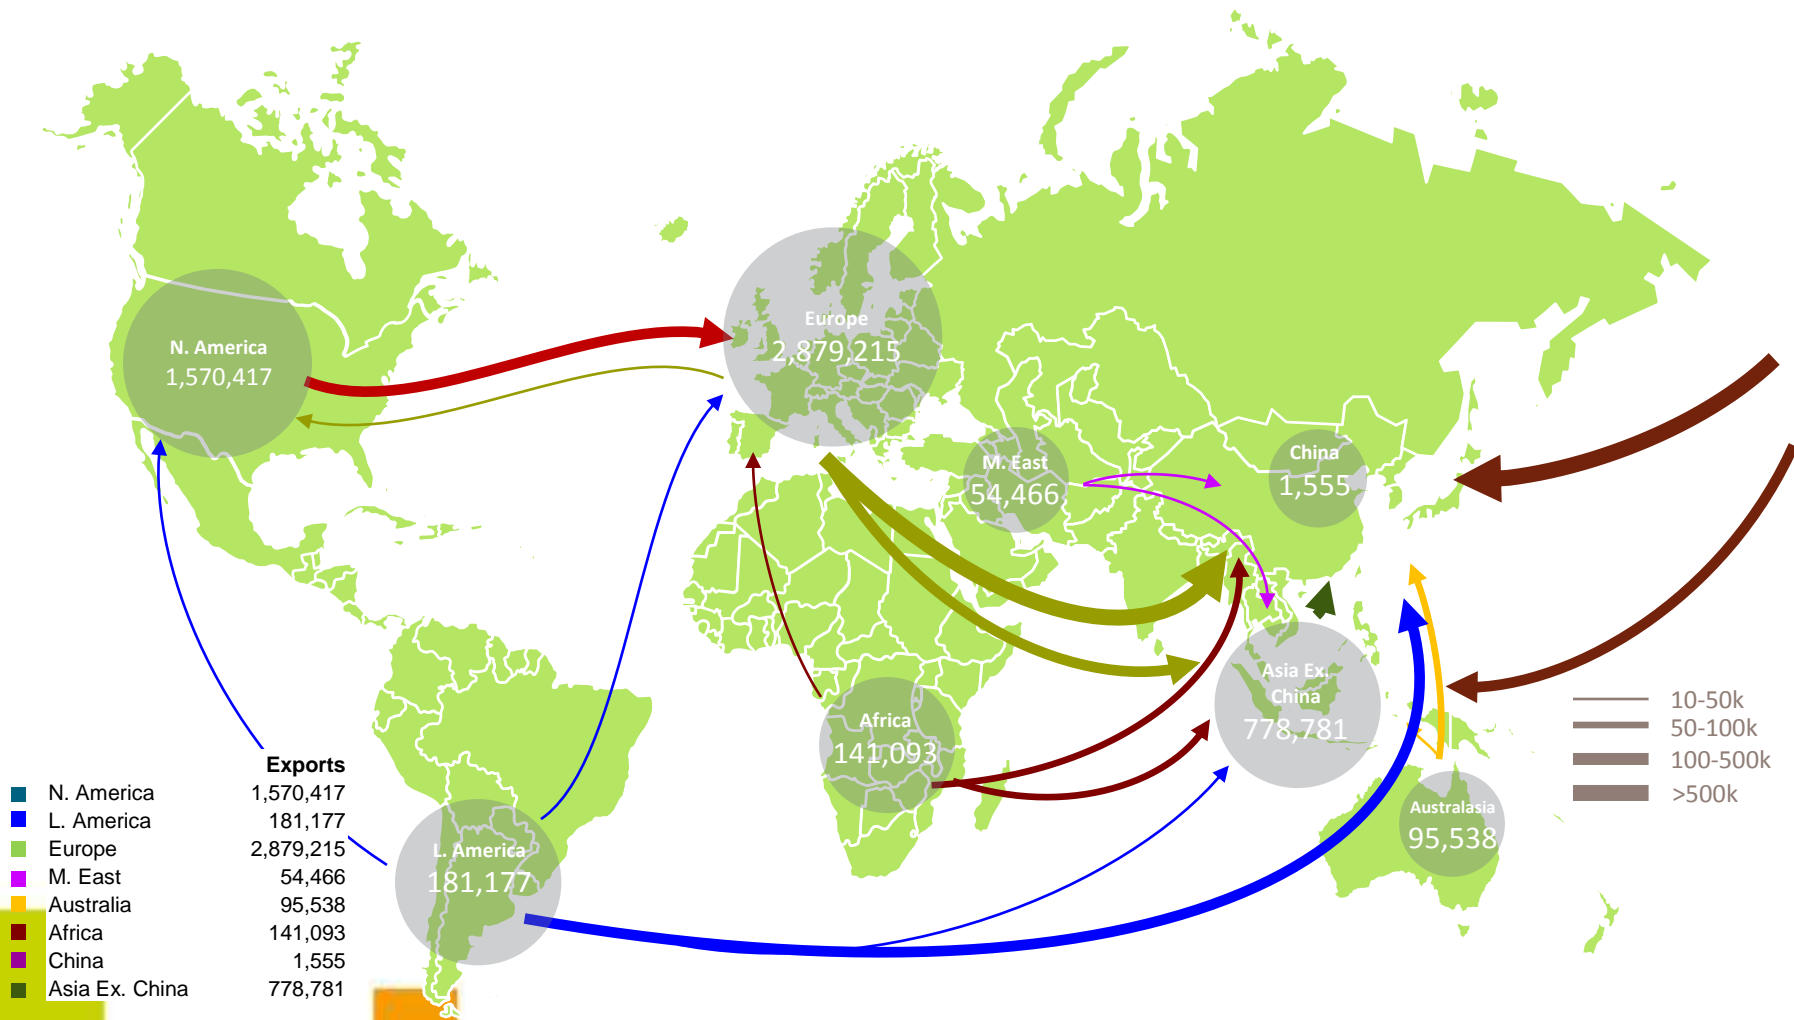 Europe
2,879,215
N. America
1,570,417
M. East
54,466
China
1,555
Asia Ex.
China
778,781
Africa
141,093
Australasia
95,538
L. America
181,177
10-50k
50-100k
100-500k
>500k
Exports
N. America 1,570,417
L. America 181,177
Europe 2,879,215
M. East 54,466
Australia 95,538
Africa 141,093
China 1,555
Asia Ex. China 778,781